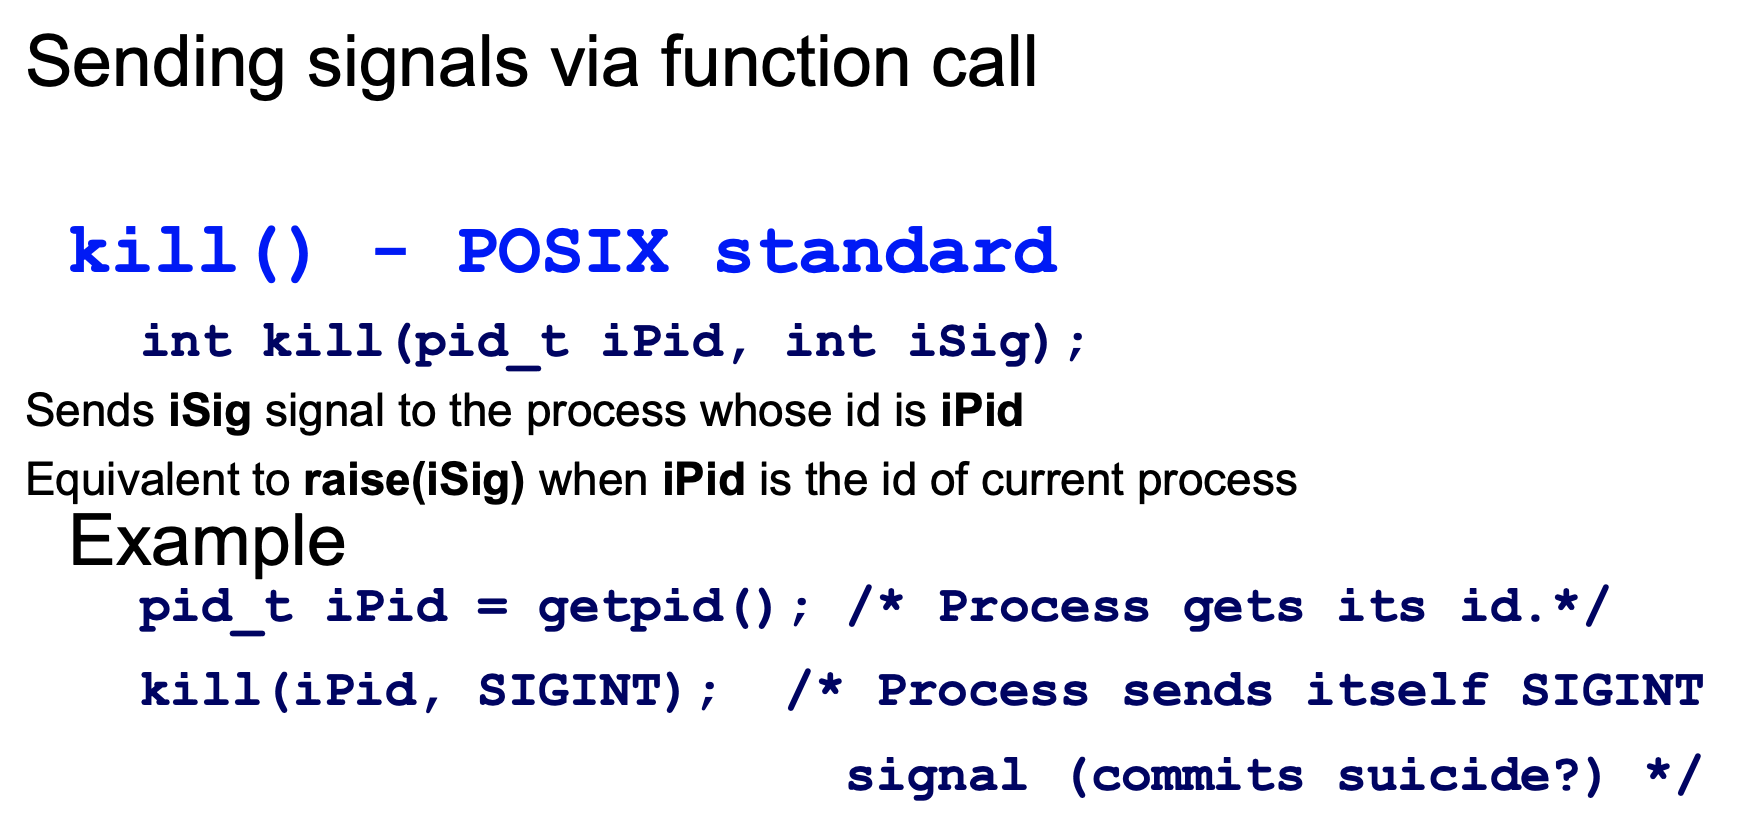 Sending signals via function call
kill() - POSIX standard
int kill(pid_t iPid, int iSig);
Sends iSig signal to the process whose id is iPid
Equivalent to raise(iSig) when iPid is the id of current process
Example
pid_t iPid = getpid(); /* Process gets its id.*/
kill(iPid, SIGINT);  /* Process sends itself SIGINT
signal (commits suicide?) */